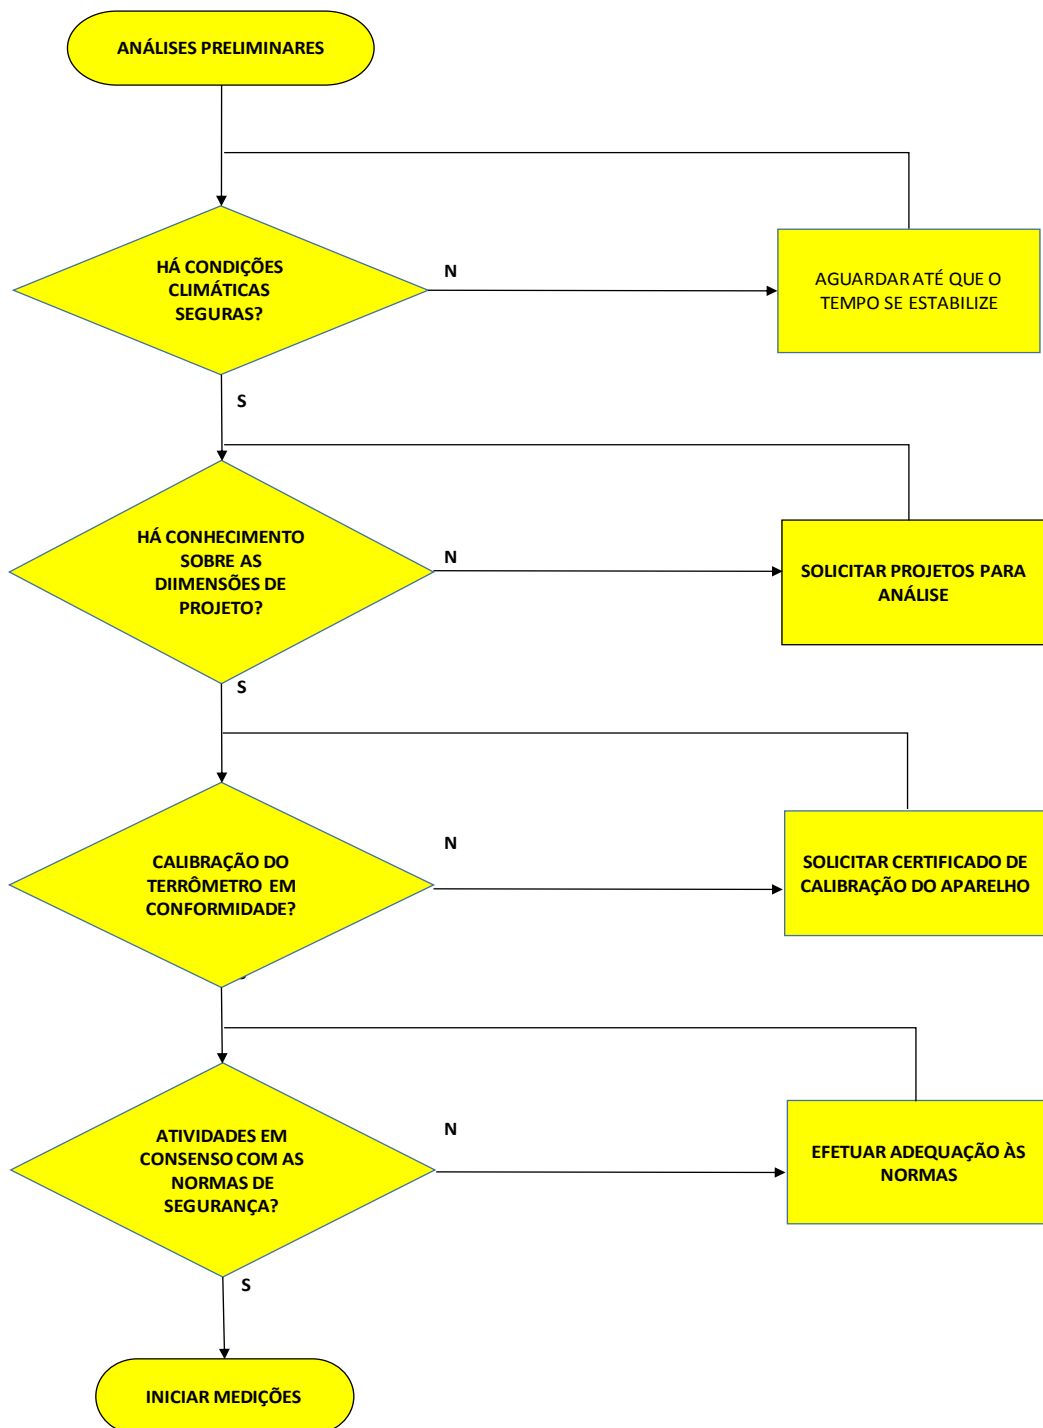 ANÁLISES PRELIMINARES
HÁ CONDIÇÕES
CLIMÁTICAS
SEGURAS?
N
AGUARDAR ATÉ QUE O
TEMPO SE ESTABILIZE
S
HÁ CONHECIMENTO
SOBRE AS
DIIMENSÕES DE
PROJETO?
N
SOLICITAR PROJETOS PARA
ANÁLISE
S
CALIBRAÇÃO DO
TERRÔMETRO EM
CONFORMIDADE?
N
SOLICITAR CERTIFICADO DE
CALIBRAÇÃO DO APARELHO
ATIVIDADES EM
CONSENSO COM AS
NORMAS DE
SEGURANÇA?
N
EFETUAR ADEQUAÇÃO ÀS
NORMAS
S
INICIAR MEDIÇÕES